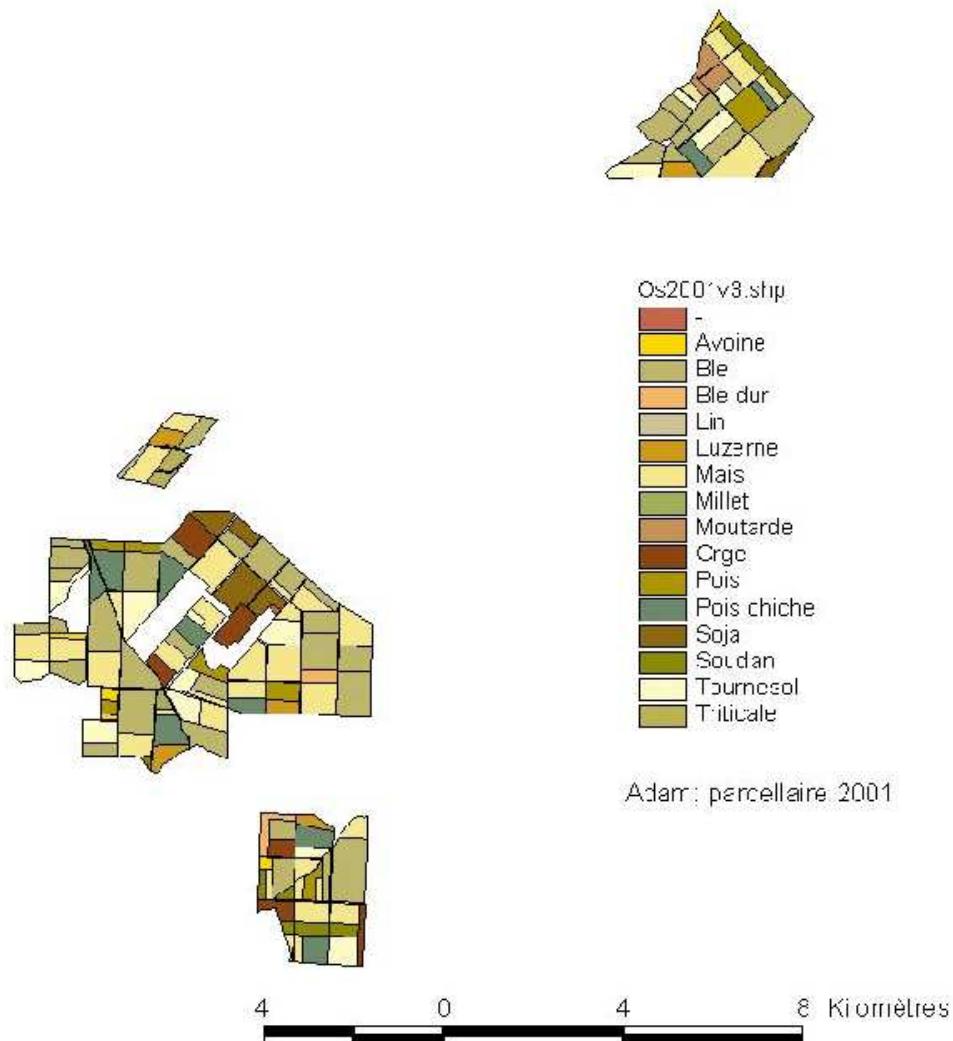 Os2001v3.shp
-
Avoine
Ble
Ble dur
Lin
Luzerne
Mais
Millet
Moutarde
Orge
Pois
Pois chiche
Soja
Soudan
Tournesol
Triticale
Adam : parcellaire 2001
4 0 4 8 Kilomètres